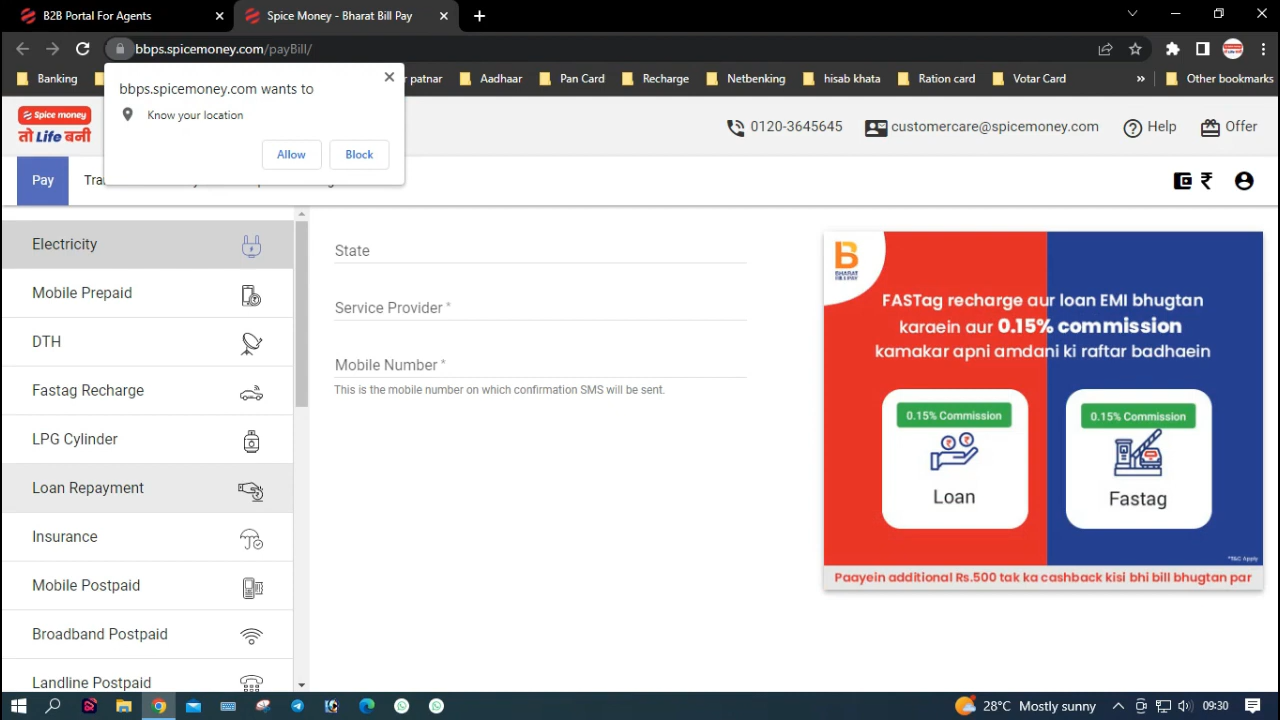 B2B Portal For Agents
Spice Money - Bharat Bill Pay
bbps.spicemoney.com/payBill/
Banking
patnar
Aadhaar
Pan Card
Recharge
Netbenking
hisab khata
Ration card
Votar Card
»
Other bookmarks
bbps.spicemoney.com wants to
Know your location
Allow
Block
Spice money
तो Life बनी
0120-3645645
customercare@spicemoney.com
Help
Offer
Pay
Electricity
Mobile Prepaid
DTH
Fastag Recharge
LPG Cylinder
Loan Repayment
Insurance
Mobile Postpaid
Broadband Postpaid
Landline Postpaid
State
Service Provider *
Mobile Number *
This is the mobile number on which confirmation SMS will be sent.
B
BHARAT
BILLPAY
FASTag recharge aur loan EMI bhugtan
karaein aur 0.15% commission
kamakar apni amdani ki raftar badhaein
0.15% Commission
Loan
0.15% Commission
Fastag
*T&C Apply
Paayein additional Rs.500 tak ka cashback kisi bhi bill bhugtan par
28°C Mostly sunny
09:30